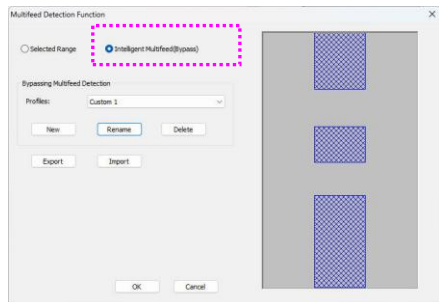 Multifeed Detection Function
Selected Range
Intelligent Multifeed(Bypass)
Bypassing Multifeed Detection
Profiles:
Custom 1
New
Rename
Delete
Export
Import
OK
Cancel